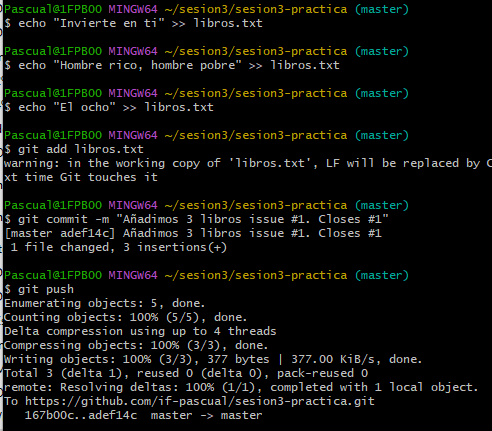 Pascual@1FPB00 MINGW64 ~/sesion3/sesion3-practica (master)
$ echo "Invierte en ti" >> libros.txt
Pascual@1FPB00 MINGW64 ~/sesion3/sesion3-practica (master)
$ echo "Hombre rico, hombre pobre" >> libros.txt
Pascual@1FPB00 MINGW64 ~/sesion3/sesion3-practica (master)
$ echo "El ocho" >> libros.txt
Pascual@1FPB00 MINGW64 ~/sesion3/sesion3-practica (master)
$ git add libros.txt
warning: in the working copy of 'libros.txt', LF will be replaced by C
xt time Git touches it
Pascual@1FPB00 MINGW64 ~/sesion3/sesion3-practica (master)
$ git commit -m "Añadimos 3 libros issue #1. Closes #1"
[master adef14c] Añadimos 3 libros issue #1. Closes #1
1 file changed, 3 insertions(+)
Pascual@1FPB00 MINGW64 ~/sesion3/sesion3-practica (master)
$ git push
Enumerating objects: 5, done.
Counting objects: 100% (5/5), done.
Delta compression using up to 4 threads
Compressing objects: 100% (3/3), done.
Writing objects: 100% (3/3), 377 bytes | 377.00 KiB/s, done.
Total 3 (delta 1), reused 0 (delta 0), pack-reused 0
remote: Resolving deltas: 100% (1/1), completed with 1 local object.
To https://github.com/if-pascual/sesion3-practica.git
167b00c..adef14c  master -> master